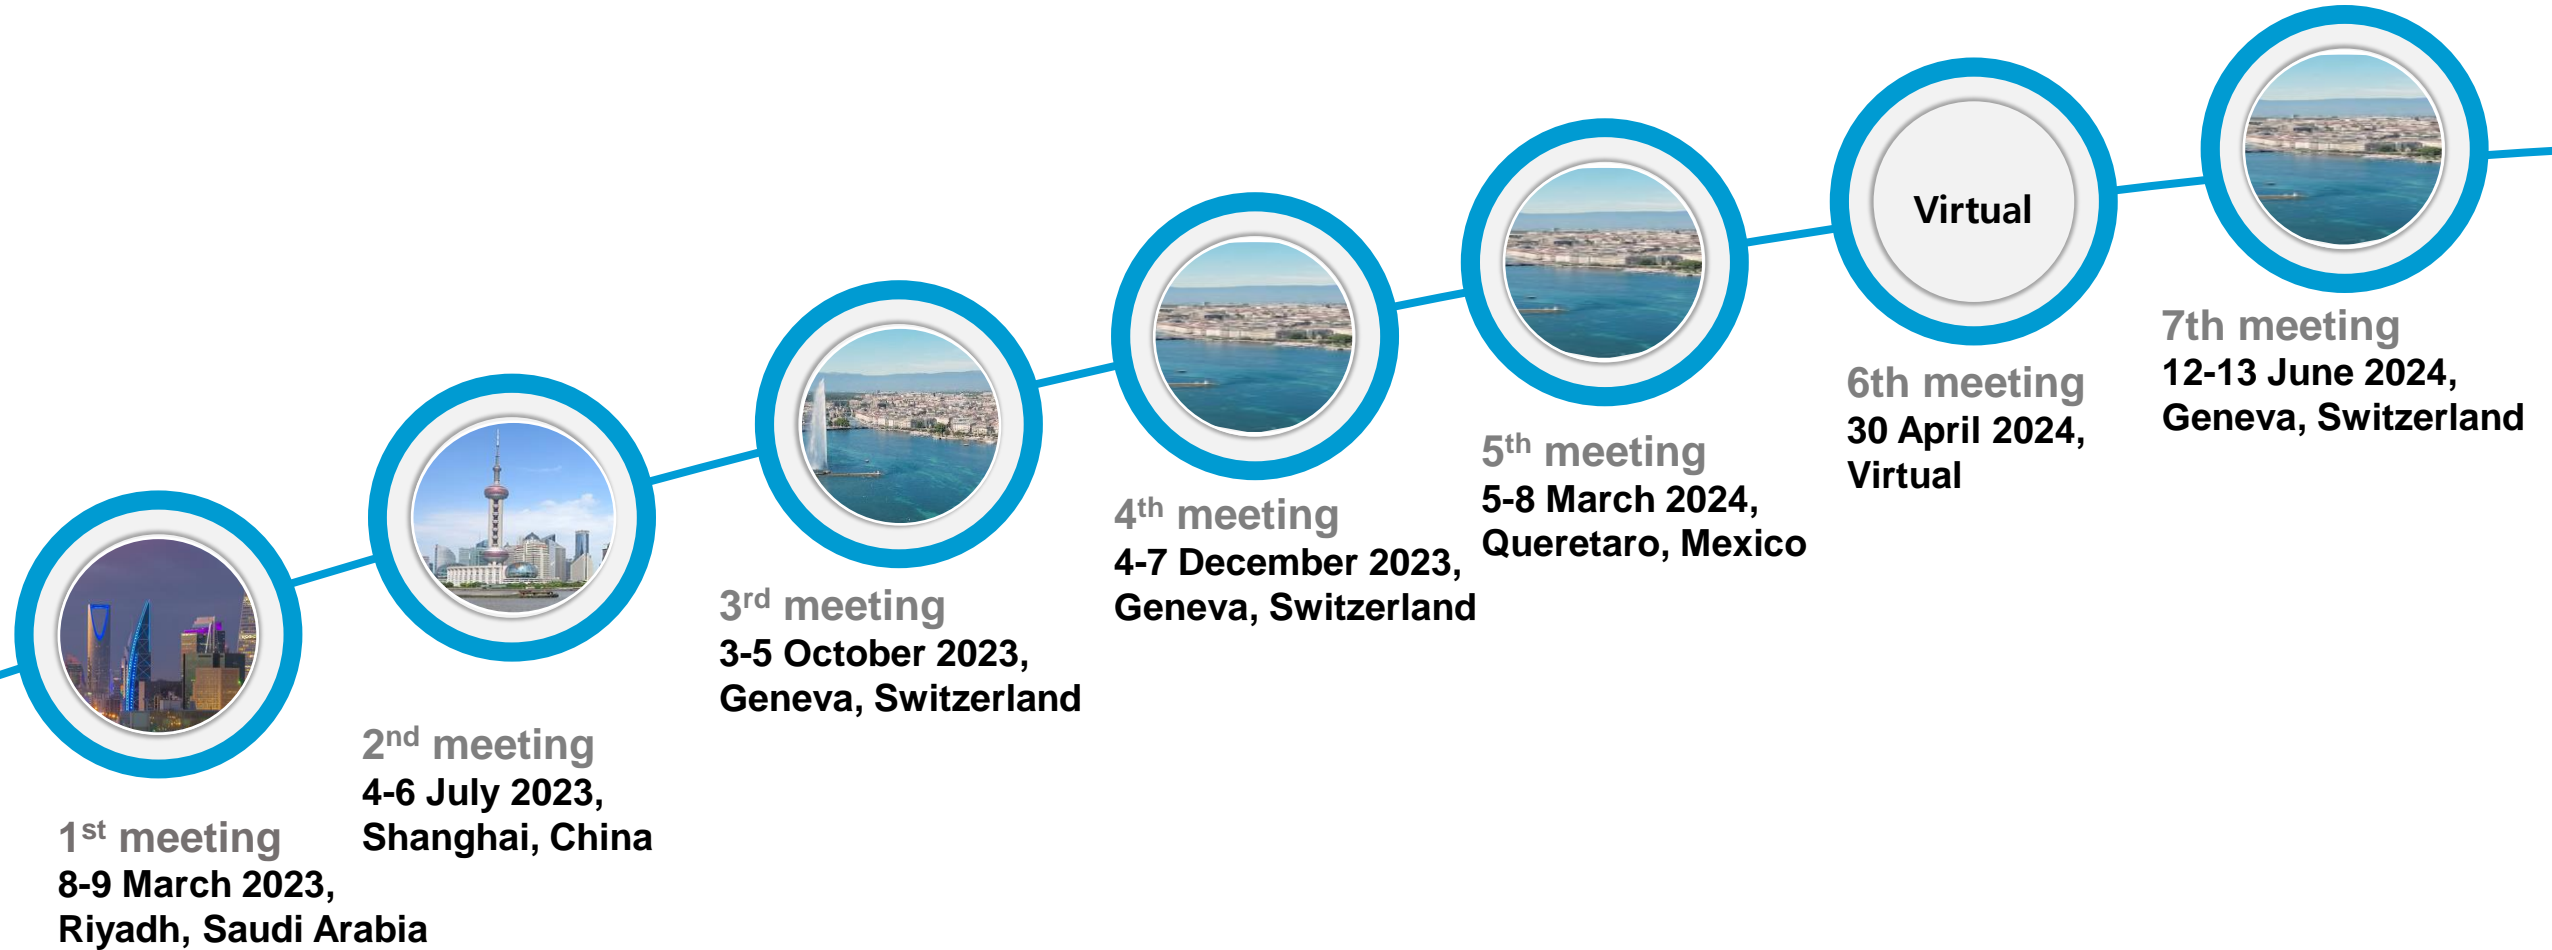 1st meeting
8-9 March 2023,
Riyadh, Saudi Arabia
2nd meeting
4-6 July 2023,
Shanghai, China
3rd meeting
3-5 October 2023,
Geneva, Switzerland
4th meeting
4-7 December 2023,
Geneva, Switzerland
5th meeting
5-8 March 2024,
Queretaro, Mexico
Virtual
6th meeting
30 April 2024,
Virtual
7th meeting
12-13 June 2024,
Geneva, Switzerland